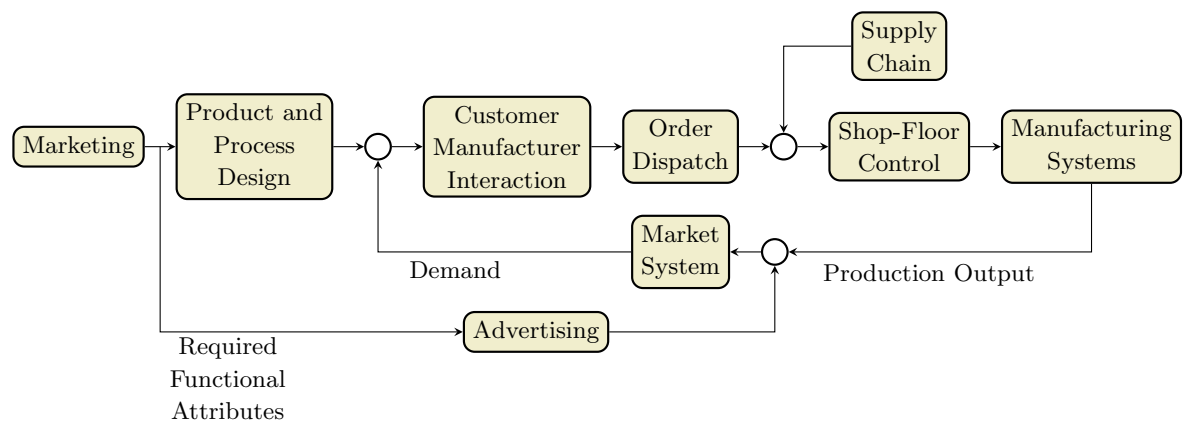 Supply
Chain
Marketing
Product and
Process
Design
Customer
Manufacturer
Interaction
Order
Dispatch
Shop-Floor
Control
Manufacturing
Systems
Market
System
Demand
Production Output
Advertising
Required
Functional
Attributes